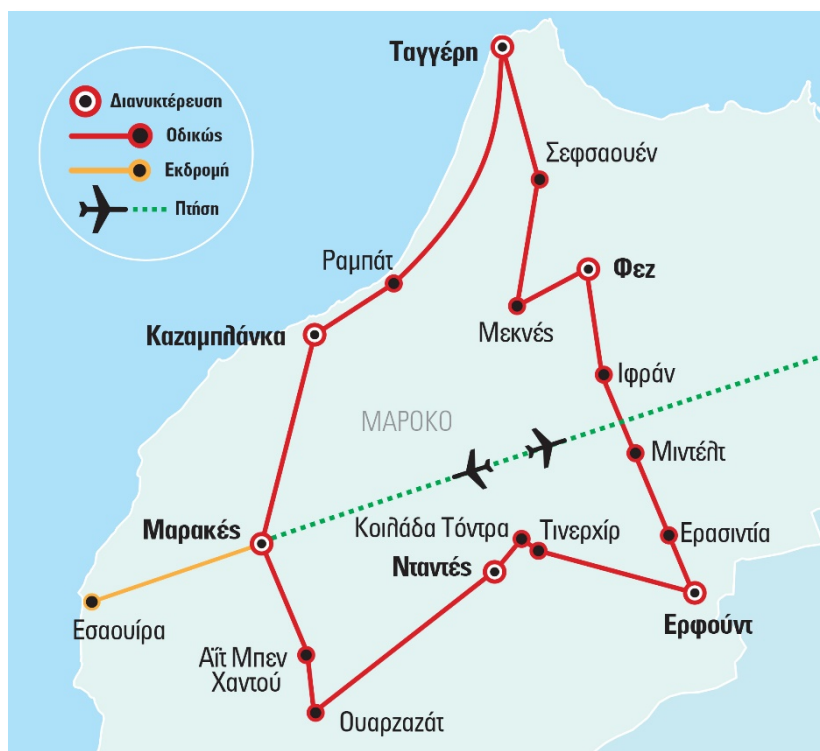 Ταγγέρη
Διανυκτέρευση
Οδικώς
Εκδρομή
Πτήση
Σεφσαουέν
Ραμπάτ
Φεζ
Μεκνές
Καζαμπλάνκα
Ιφράν
ΜΑΡΟΚΟ
Μιντέλτ
Μαρακές
Κοιλάδα Τόντρα
Τινερχίρ
Ερασιντία
Νταντές
Εσαουίρα
Ερφούντ
Αΐτ Μπεν
Χαντού
Ουαρζαζάτ